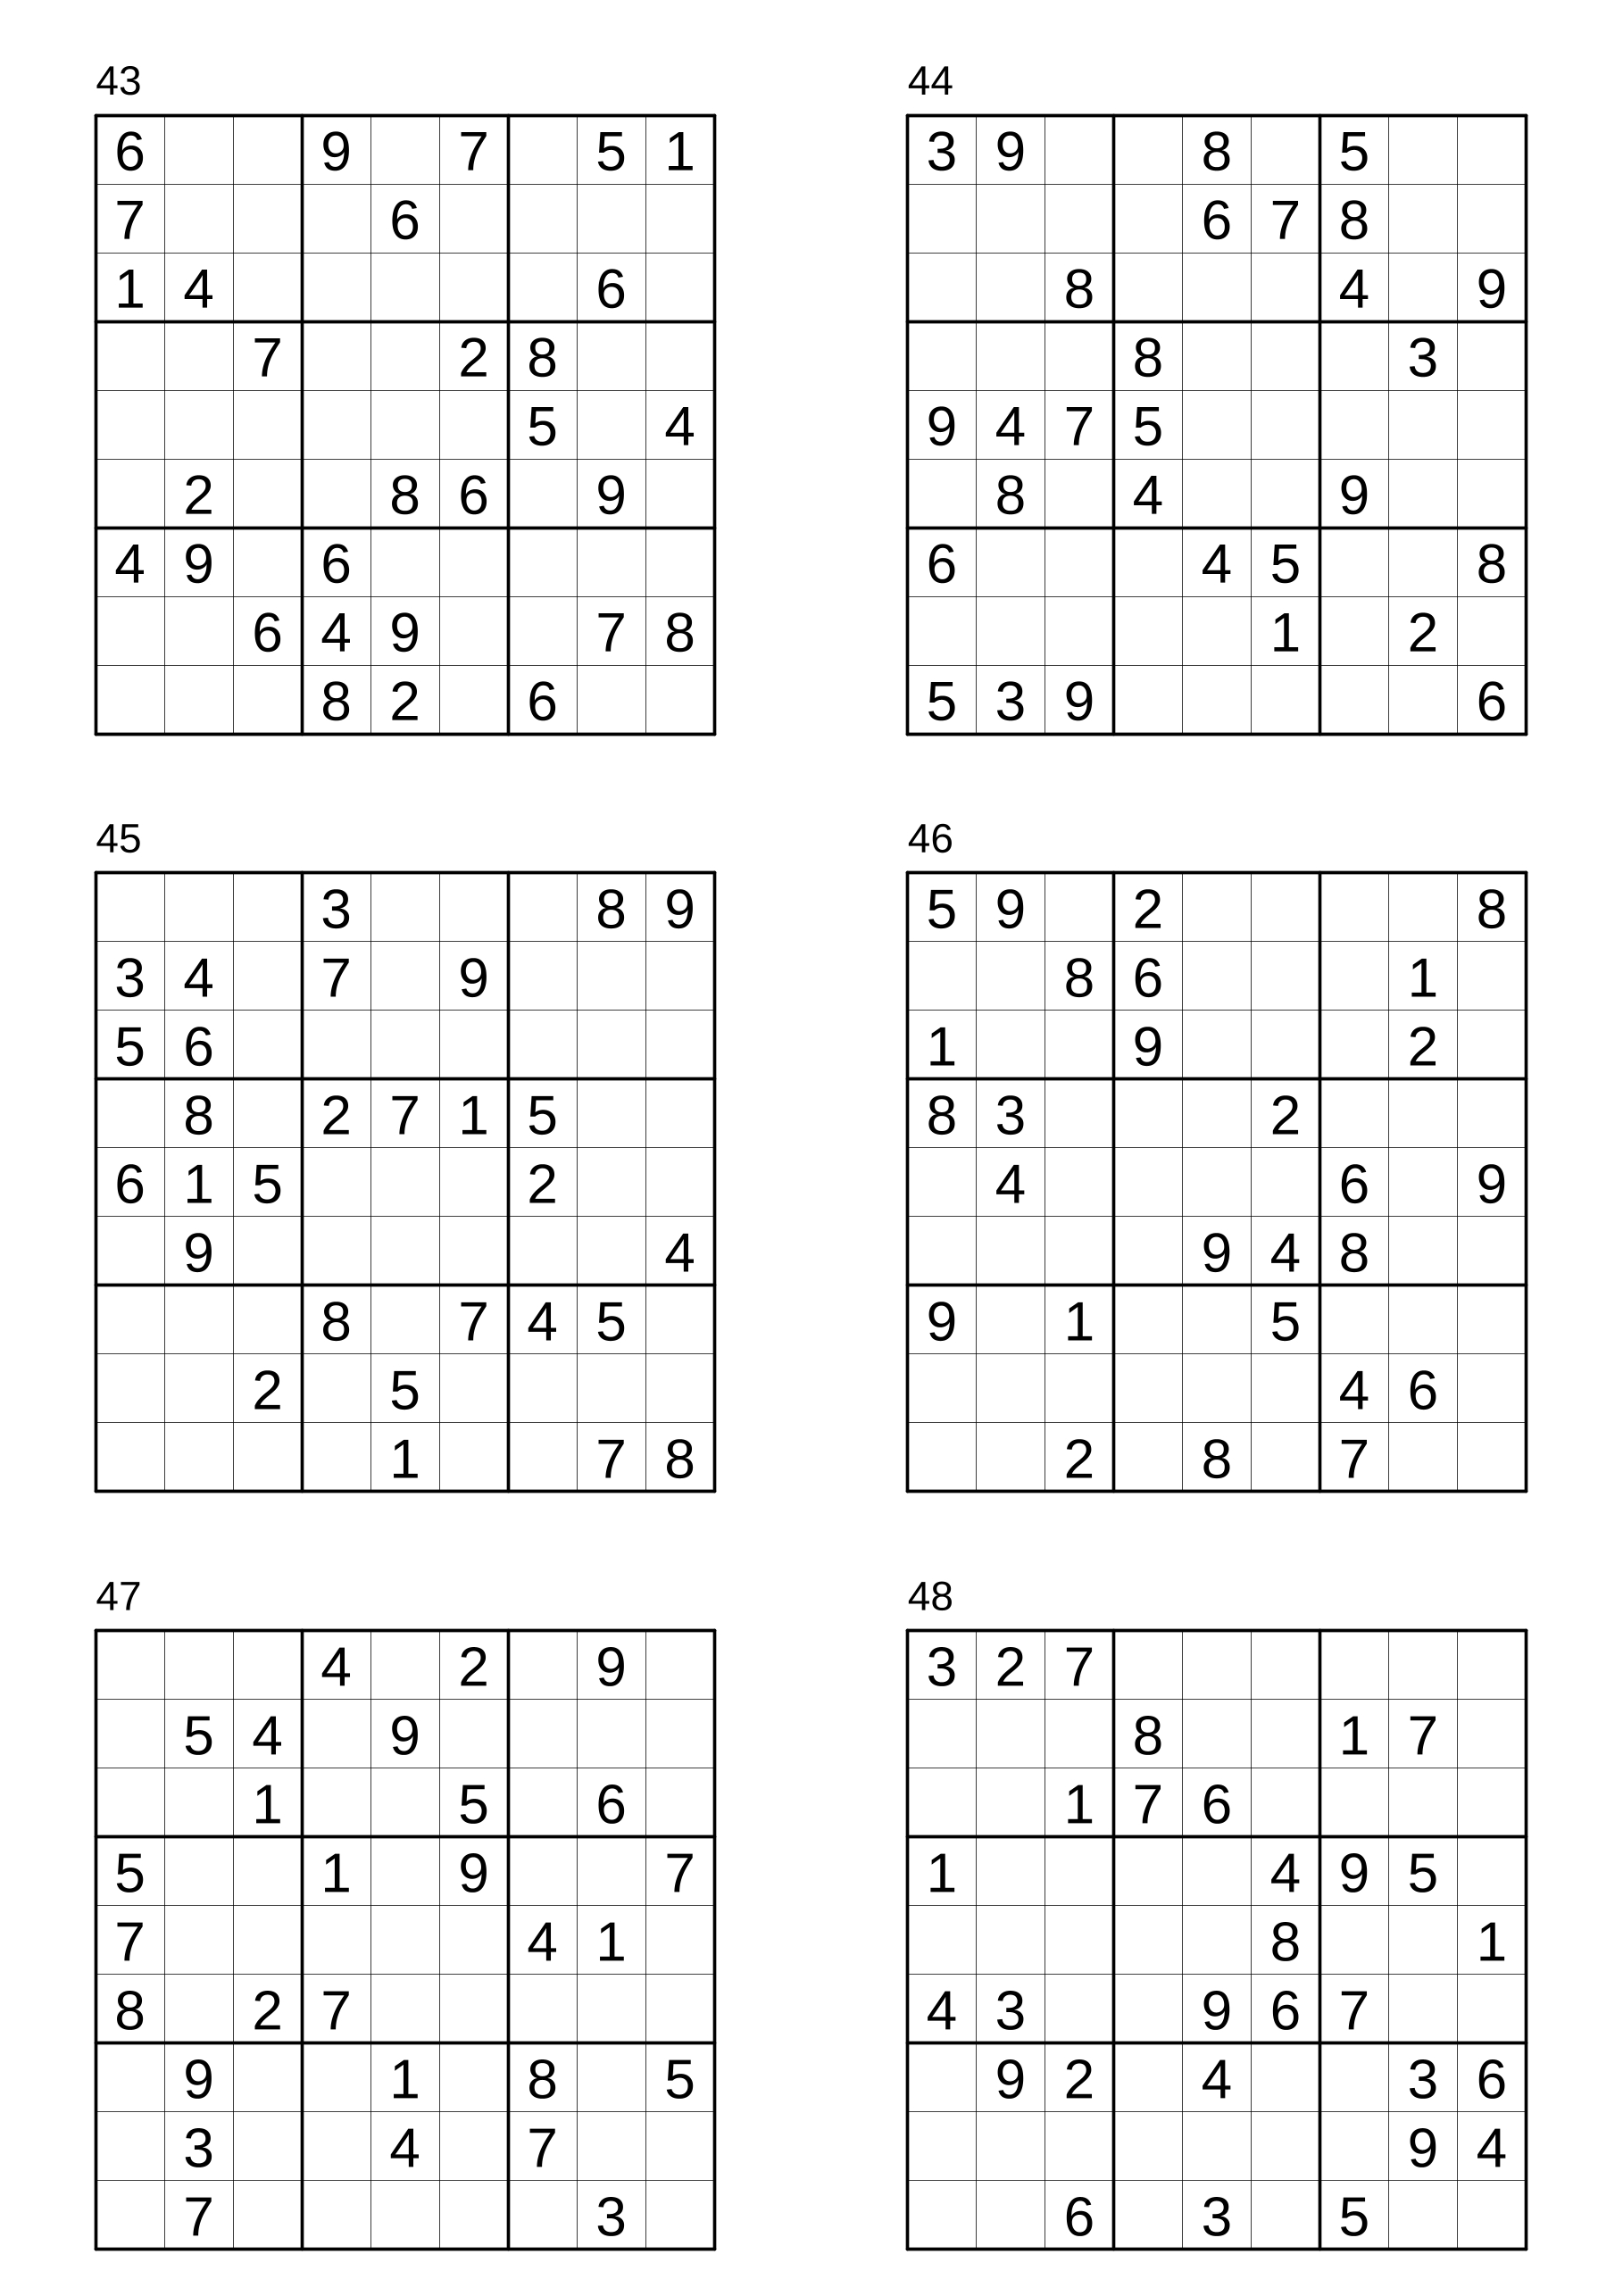 43
6 9 7 5 1
7 6
1 4 6
7 2 8
5 4
2 8 6 9
4 9 6
6 4 9 7 8
8 2 6
44
3 9 8 5
6 7 8
8 4 9
8 3
9 4 7 5
8 4 9
6 4 5 8
1 2
5 3 9 6
45
3 8 9
3 4 7 9
5 6
8 2 7 1 5
6 1 5 2
9 4
8 7 4 5
2 5
1 7 8
46
5 9 2 8
8 6 1
1 9 2
8 3 2
4 6 9
9 4 8
9 1 5
4 6
2 8 7
47
4 2 9
5 4 9
1 5 6
5 1 9 7
7 4 1
8 2 7
9 1 8 5
3 4 7
7 3
48
3 2 7
8 1 7
1 7 6
1 4 9 5
8 1
4 3 9 6 7
9 2 4 3 6
9 4
6 3 5